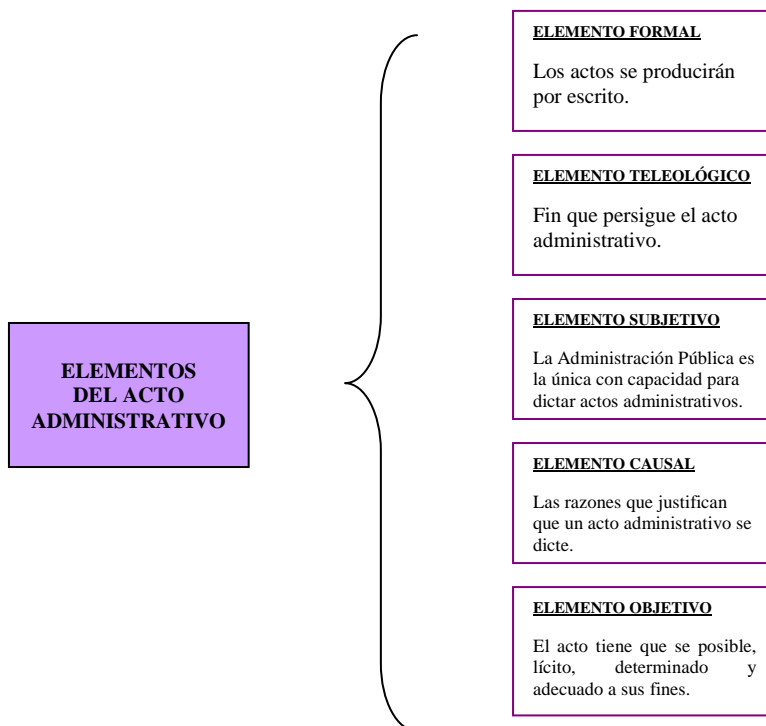 ELEMENTOS
DEL ACTO
ADMINISTRATIVO
ELEMENTO FORMAL
Los actos se producirán
por escrito.
ELEMENTO TELEOLÓGICO
Fin que persigue el acto
administrativo.
ELEMENTO SUBJETIVO
La Administración Pública es
la única con capacidad para
dictar actos administrativos.
ELEMENTO CAUSAL
Las razones que justifican
que un acto administrativo se
dicte.
ELEMENTO OBJETIVO
El acto tiene que se posible,
lícito, determinado y
adecuado a sus fines.